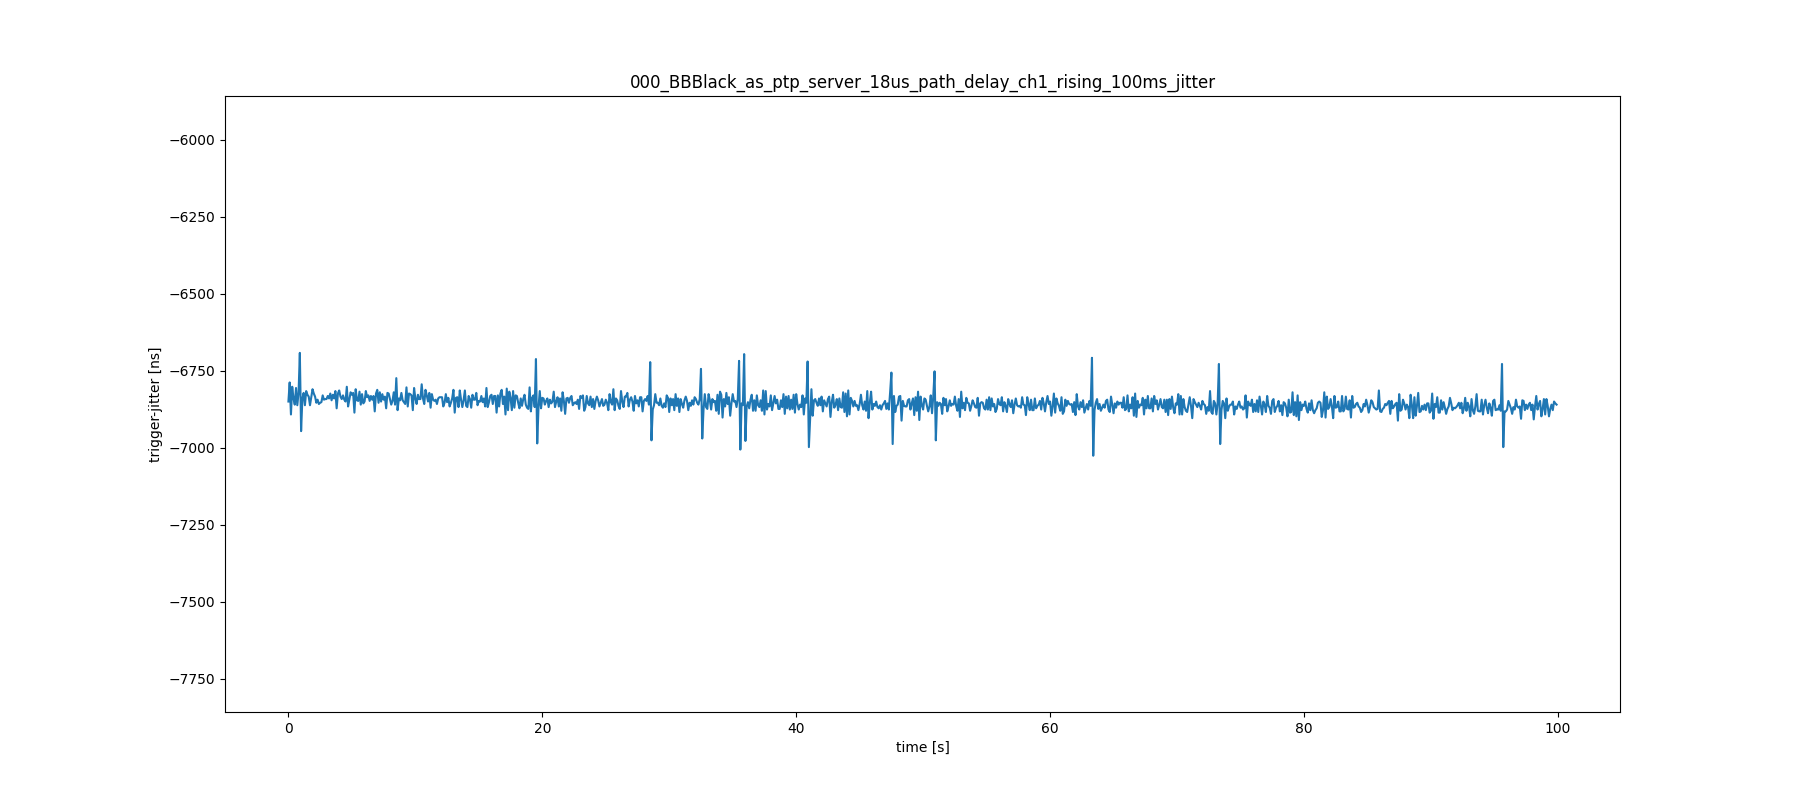 000_BBBlack_as_ptp_server_18us_path_delay_ch1_rising_100ms_jitter
−6000
−6250
−6500
−6750
−7000
−7250
−7500
−7750
trigger-jitter [ns]
0 20 40 60 80 100
time [s]